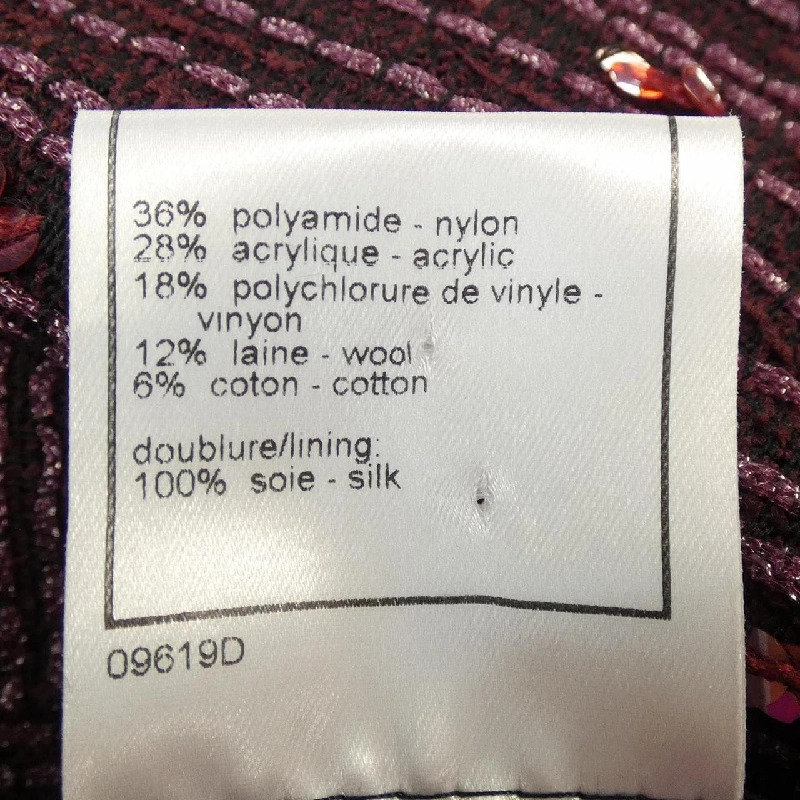 36% polyamide - nylon
28% acrylique - acrylic
18% polychlorure de vinyle -
vinyon
12% laine - wool
6% coton - cotton
doublure/lining:
100% soie - silk
09619D